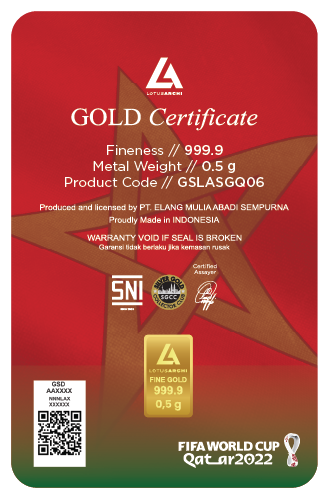 LOTUSARCHI
GOLD Certificate
Fineness // 999.9
Metal Weight // 0.5 g
Product Code // GSLASGQ06
Produced and licensed by PT. ELANG MULIA ABADI SEMPURNA
Proudly Made in INDONESIA
WARRANTY VOID IF SEAL IS BROKEN
Garansi tidak berlaku jika kemasan rusak
Certified
Assayer
SNI
SGCC
LOTUSARCHI
FINE GOLD
999.9
0,5 g
GSD
AAXXXX
NNNLAX
XXXXXX
FIFA WORLD CUP
Qatar2022